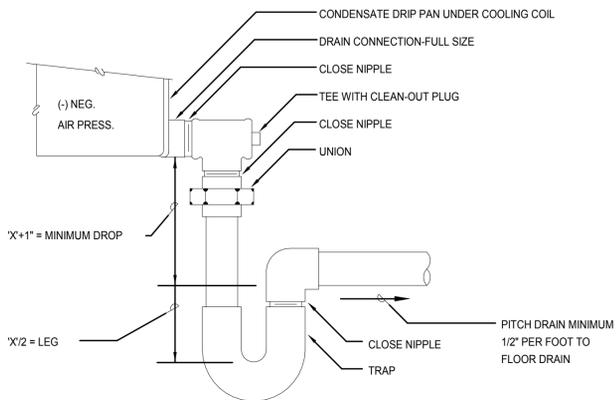 CONDENSATE DRIP PAN UNDER COOLING COIL
DRAIN CONNECTION-FULL SIZE
CLOSE NIPPLE
(-) NEG.
AIR PRESS.
TEE WITH CLEAN-OUT PLUG
CLOSE NIPPLE
UNION
'X'+1" = MINIMUM DROP
'X'/2 = LEG
CLOSE NIPPLE
TRAP
PITCH DRAIN MINIMUM
1/2" PER FOOT TO
FLOOR DRAIN